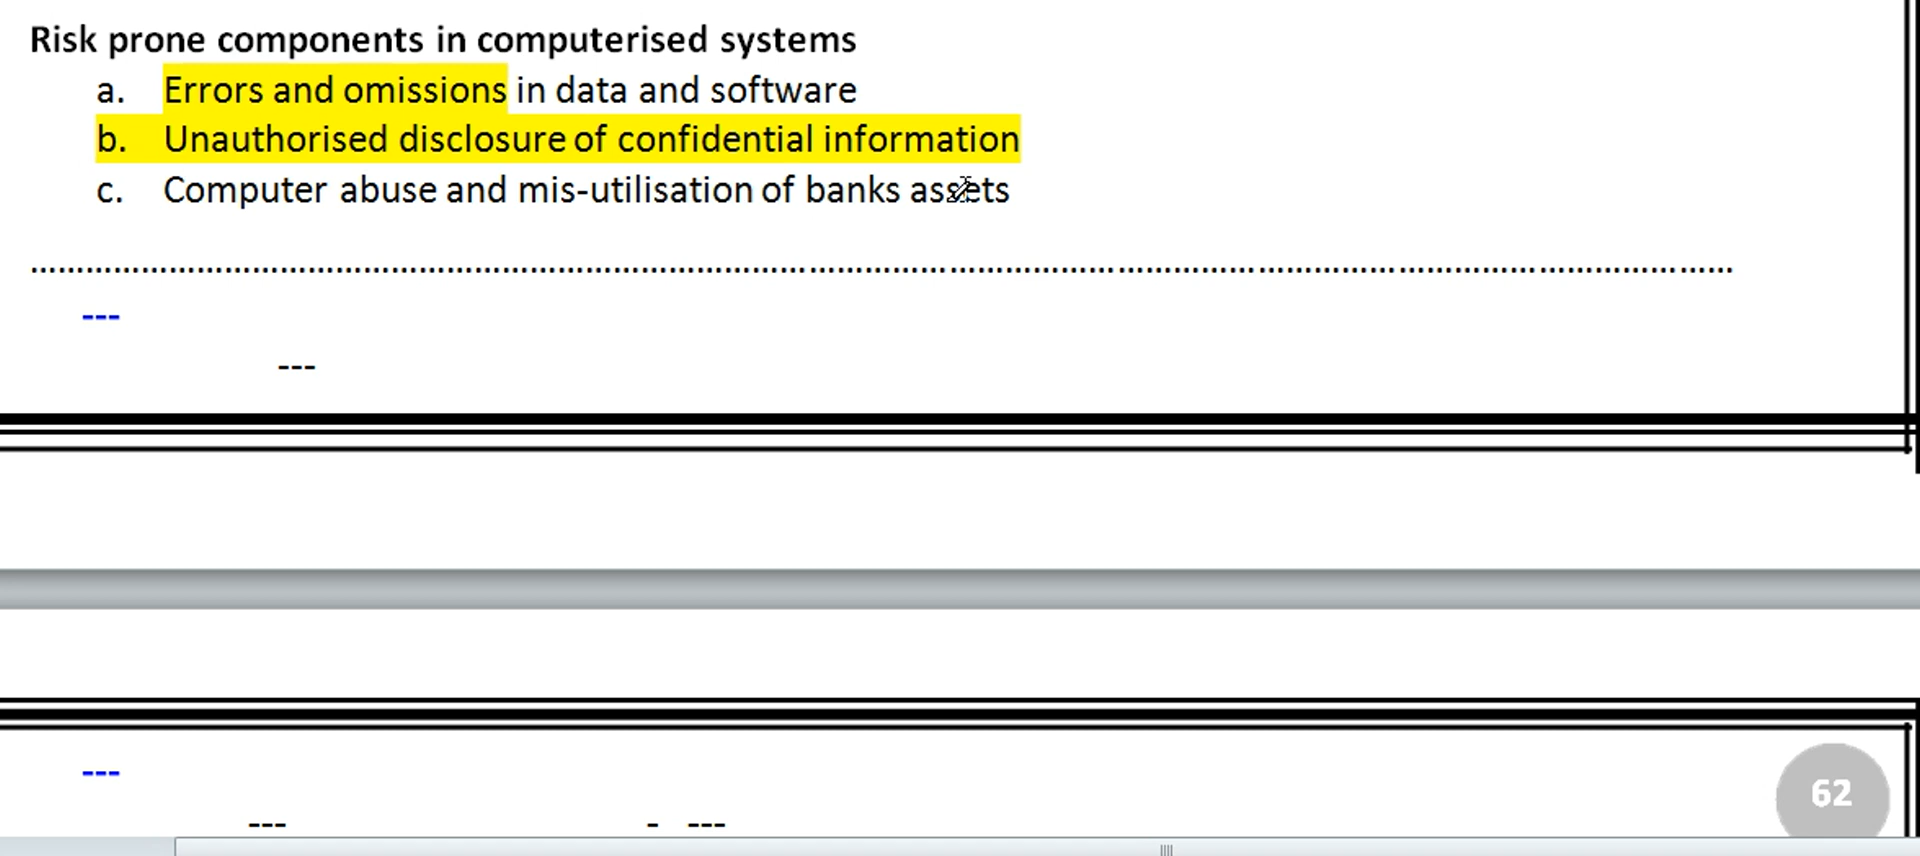 Risk prone components in computerised systems
a. Errors and omissions in data and software
b. Unauthorised disclosure of confidential information
c. Computer abuse and mis-utilisation of banks assets
................................................................................................................................................................
---
---
---
62
--- - ---